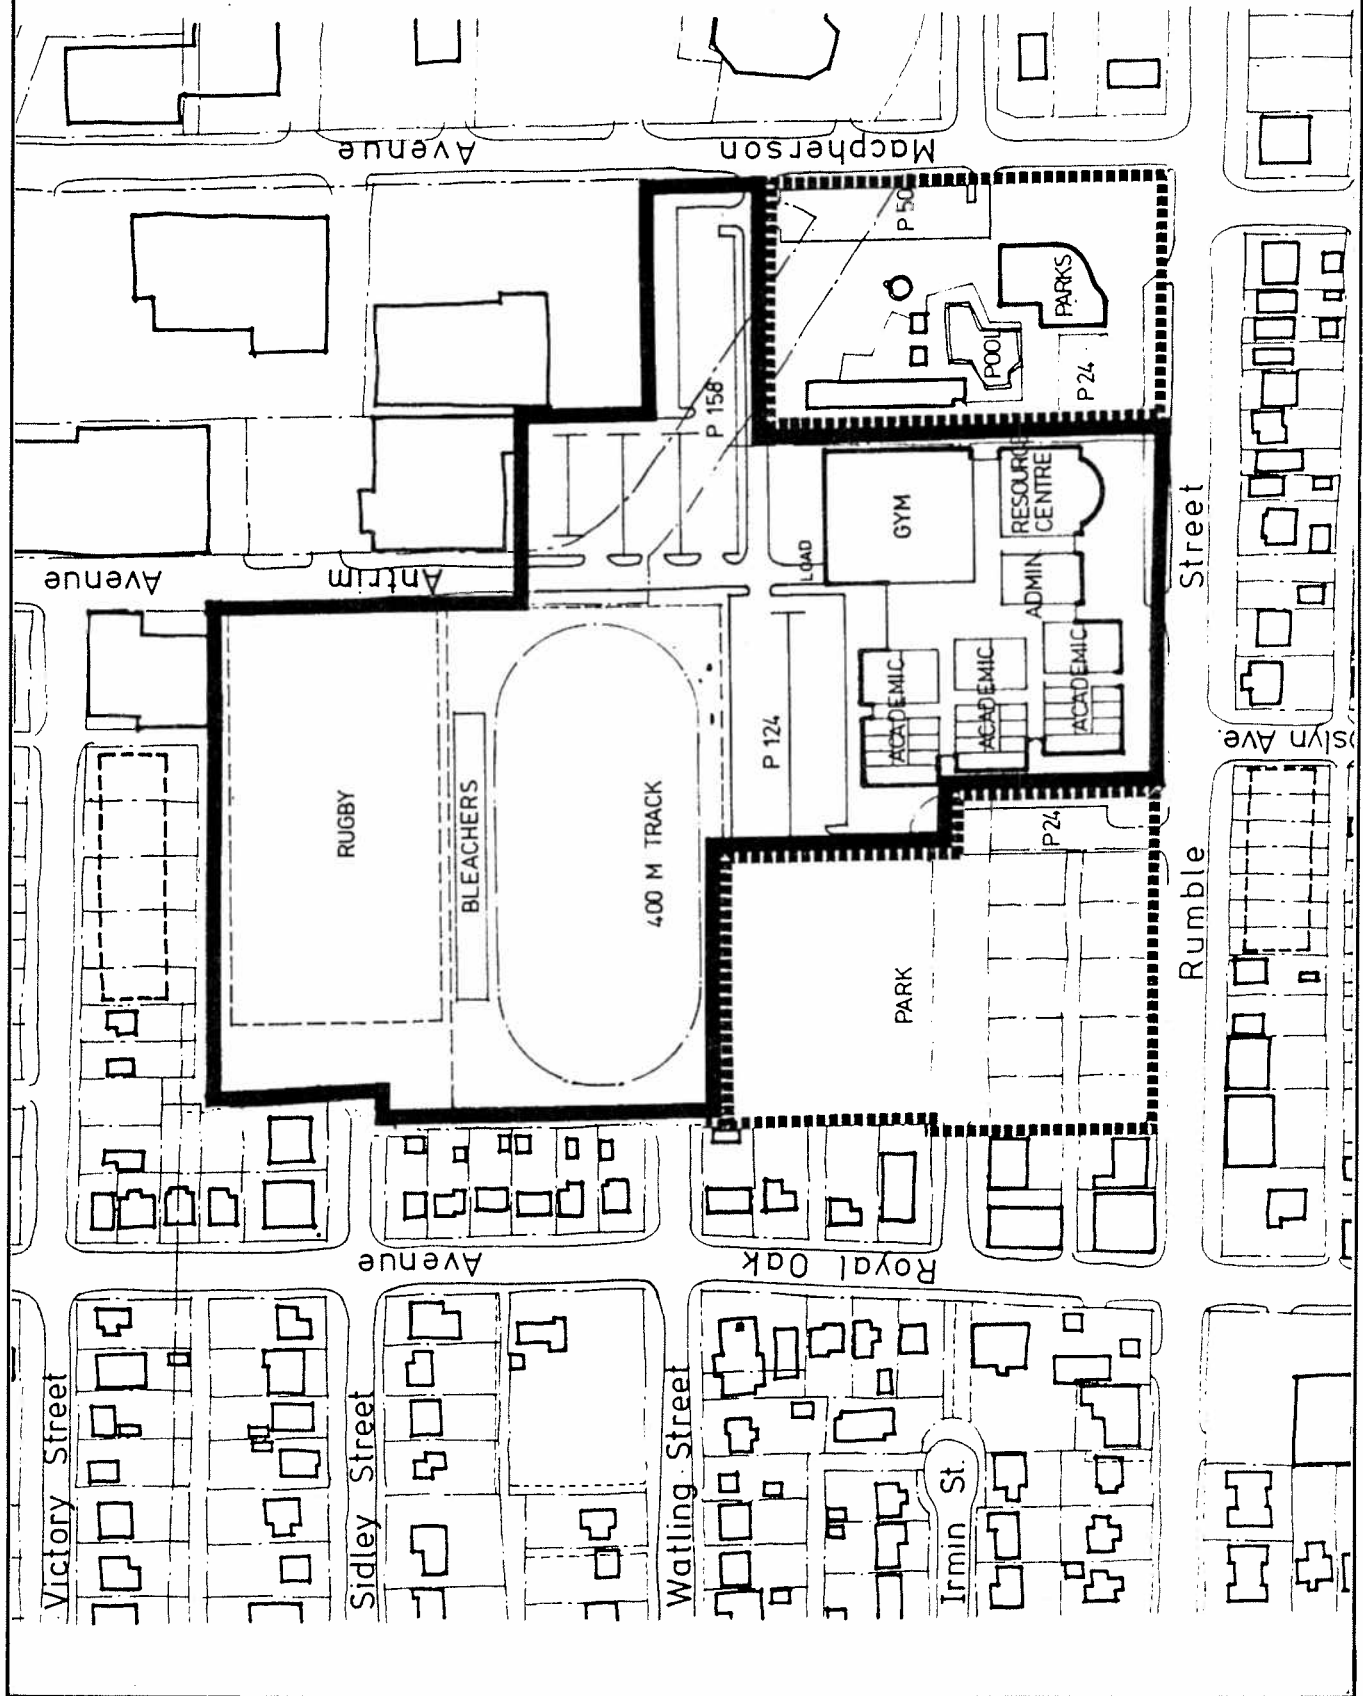 Macpherson
Avenue
P 50
PARKS
POOL
P 24
P 158
RESOURCE
CENTRE
GYM
LOAD
ADMIN
Street
Antrim
Avenue
ACADEMIC
ACADEMIC
ACADEMIC
P 124
RUGBY
BLEACHERS
400 M TRACK
P24
PARK
Rumble
Ave.
Royal Oak
Avenue
Victory Street
Sidley Street
Watling Street
Irmin St.